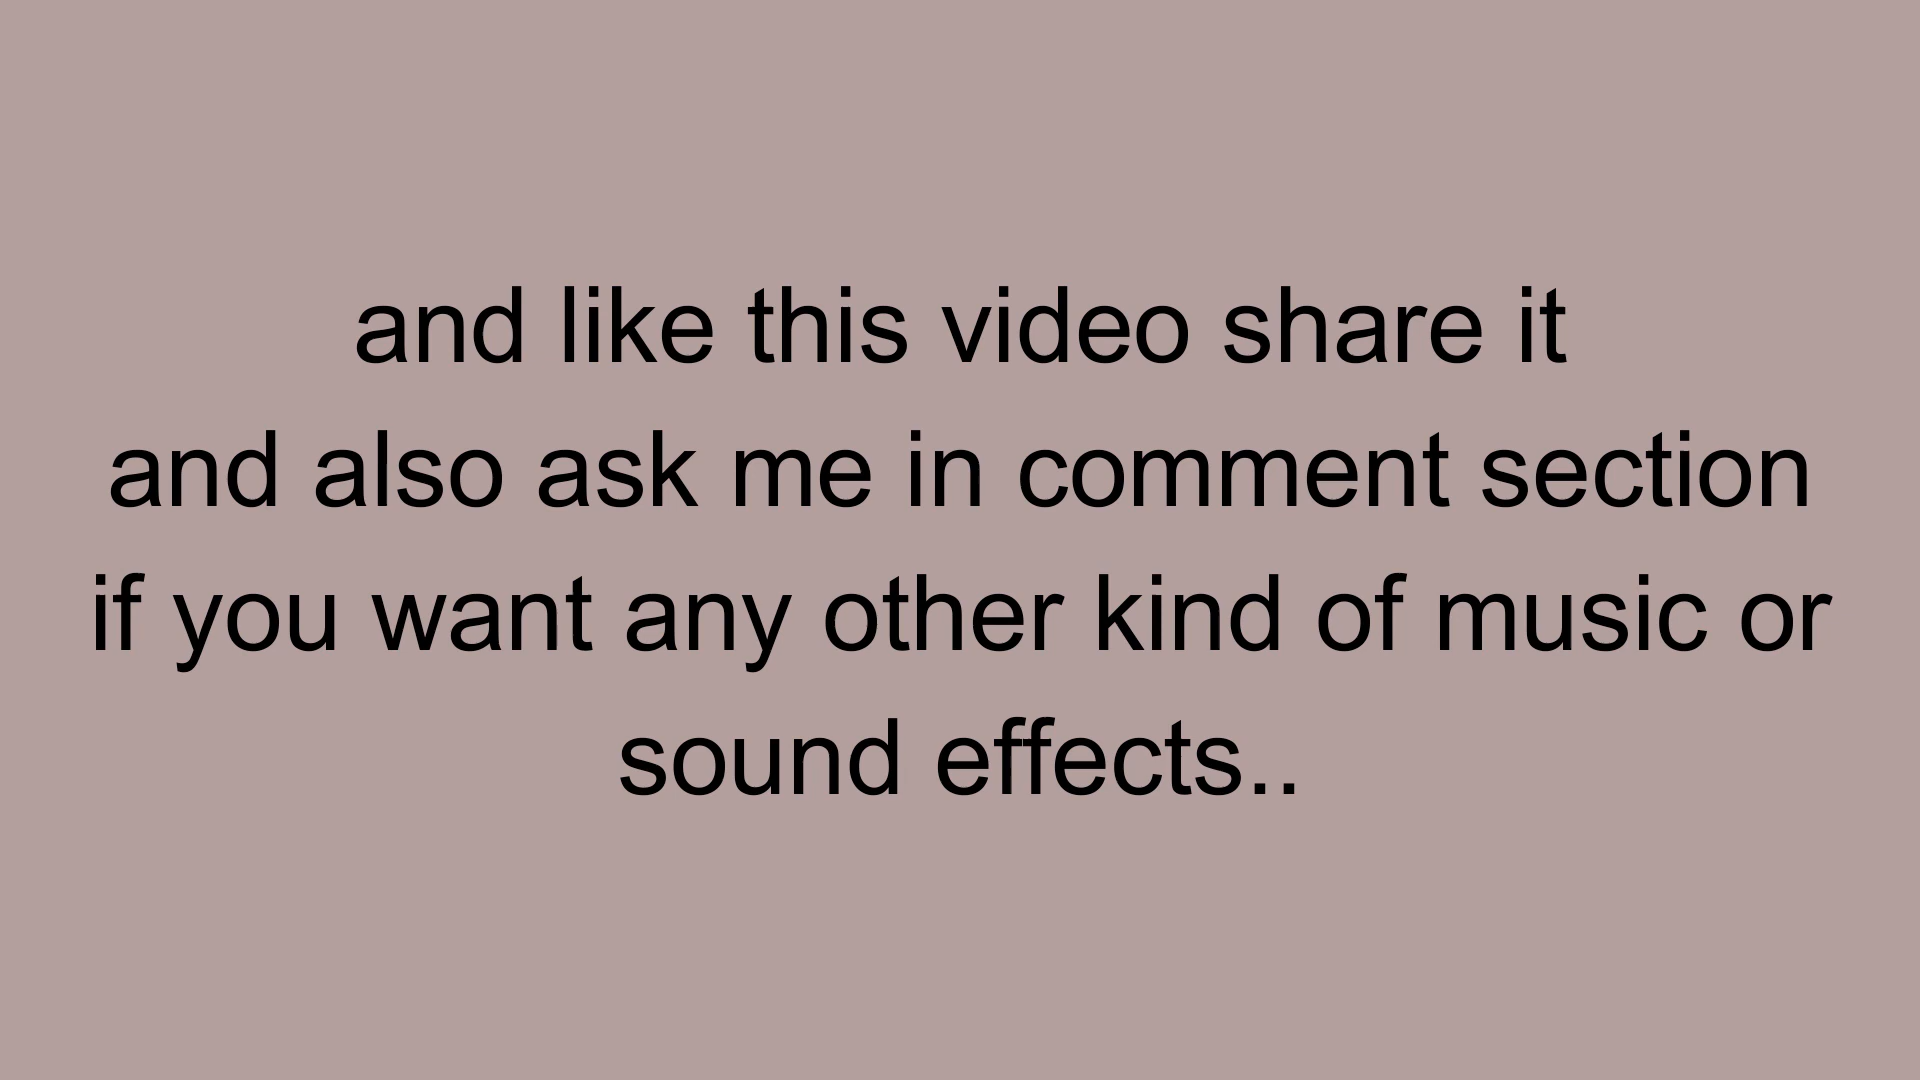 and like this video share it
and also ask me in comment section
if you want any other kind of music or
sound effects..